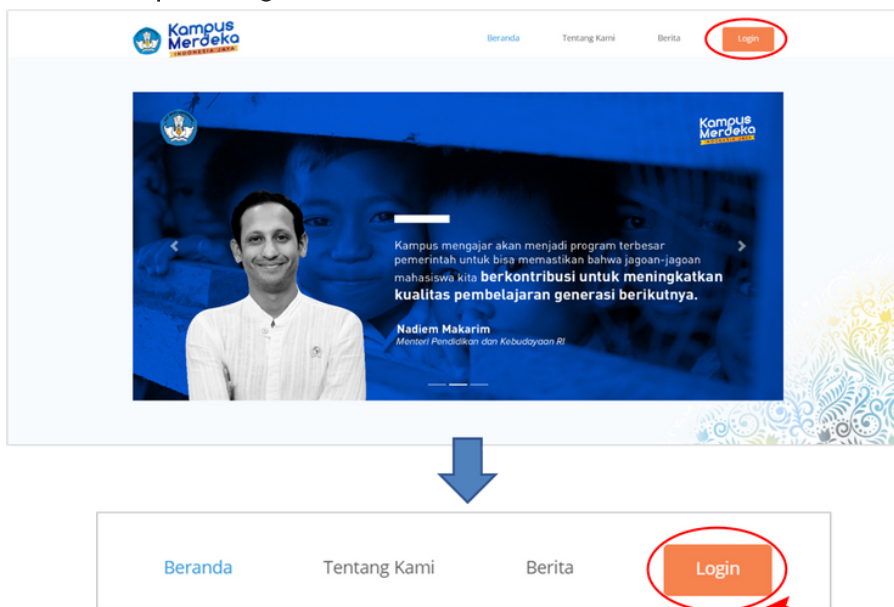 Kampus
Merdeka
INDONESIA JAYA
Beranda Tentang Kami Berita Login
Kampus
Merdeka
INDONESIA JAYA
Kampus mengajar akan menjadi program terbesar
pemerintah untuk bisa memastikan bahwa jagoan-jagoan
mahasiswa kita berkontribusi untuk meningkatkan
kualitas pembelajaran generasi berikutnya.
Nadiem Makarim
Menteri Pendidikan dan Kebudayaan RI
Beranda Tentang Kami Berita Login